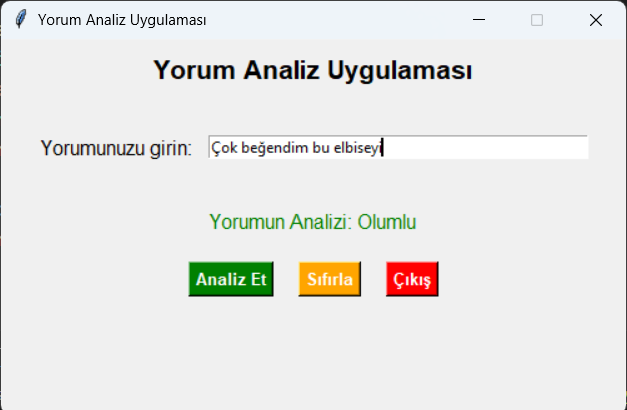 Yorum Analiz Uygulaması
Yorum Analiz Uygulaması
Yorumunuzu girin: Çok beğendim bu elbiseyi
Yorumun Analizi: Olumlu
Analiz Et Sıfırla Çıkış